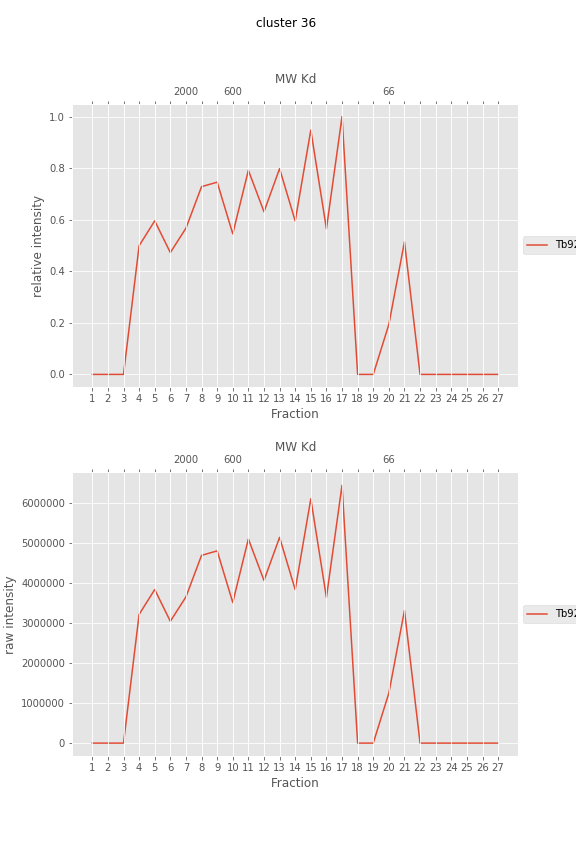 cluster 36
MW Kd
2000 600 66
1.0
0.8
0.6
0.4
0.2
0.0
relative intensity
Tb92
1 2 3 4 5 6 7 8 9 10 11 12 13 14 15 16 17 18 19 20 21 22 23 24 25 26 27
Fraction
MW Kd
2000 600 66
6000000
5000000
4000000
3000000
2000000
1000000
0
raw intensity
Tb92
1 2 3 4 5 6 7 8 9 10 11 12 13 14 15 16 17 18 19 20 21 22 23 24 25 26 27
Fraction